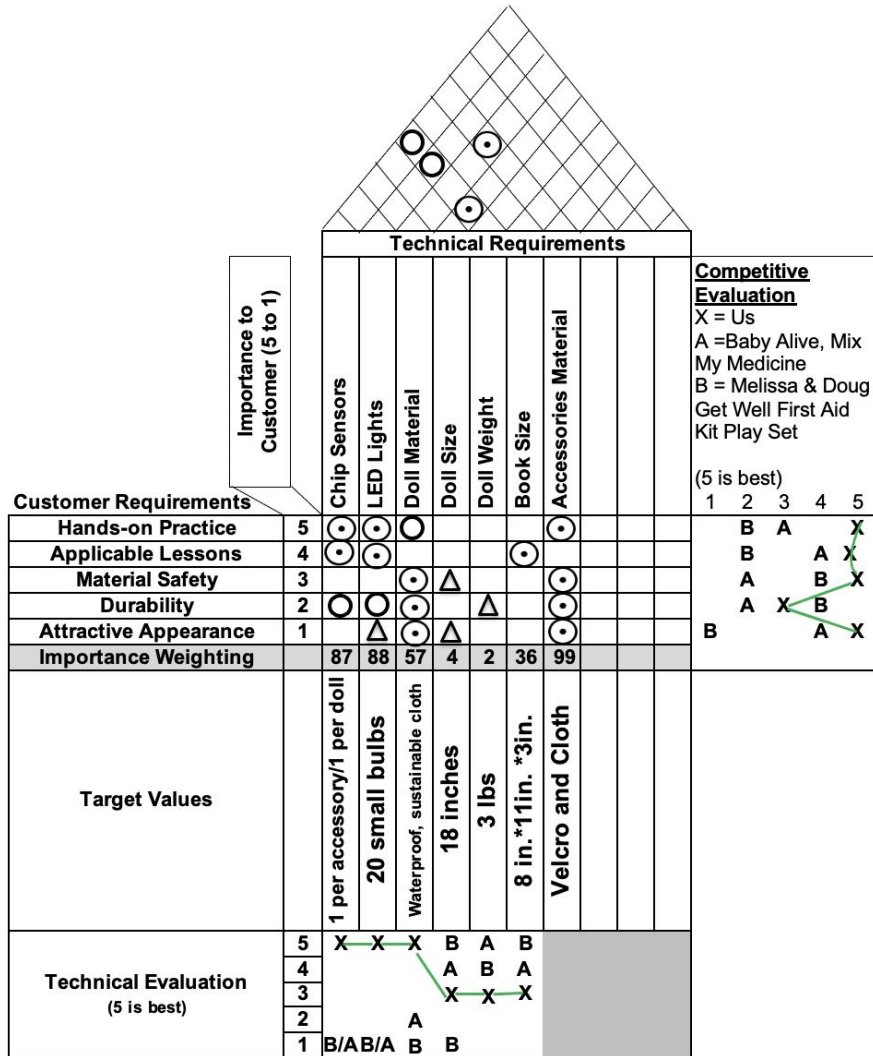 Technical Requirements
Importance to
Customer (5 to 1)
Chip Sensors
LED Lights
Doll Material
Doll Size
Doll Weight
Book Size
Accessories Material
Competitive
Evaluation
X = Us
A =Baby Alive, Mix
My Medicine
B = Melissa & Doug
Get Well First Aid
Kit Play Set
(5 is best)
Customer Requirements
1 2 3 4 5
Hands-on Practice 5 B A X
Applicable Lessons 4 B A X
Material Safety 3 A B X
Durability 2 A X B
Attractive Appearance 1 B A X
Importance Weighting 87 88 57 4 2 36 99
Target Values
1 per accessory/1 per doll
20 small bulbs
Waterproof, sustainable cloth
18 inches
3 lbs
8 in.*11in. *3in.
Velcro and Cloth
Technical Evaluation
(5 is best)
5 X X X B A B
4 A B A
3 X X X
2 A
1 B/A B/A B B